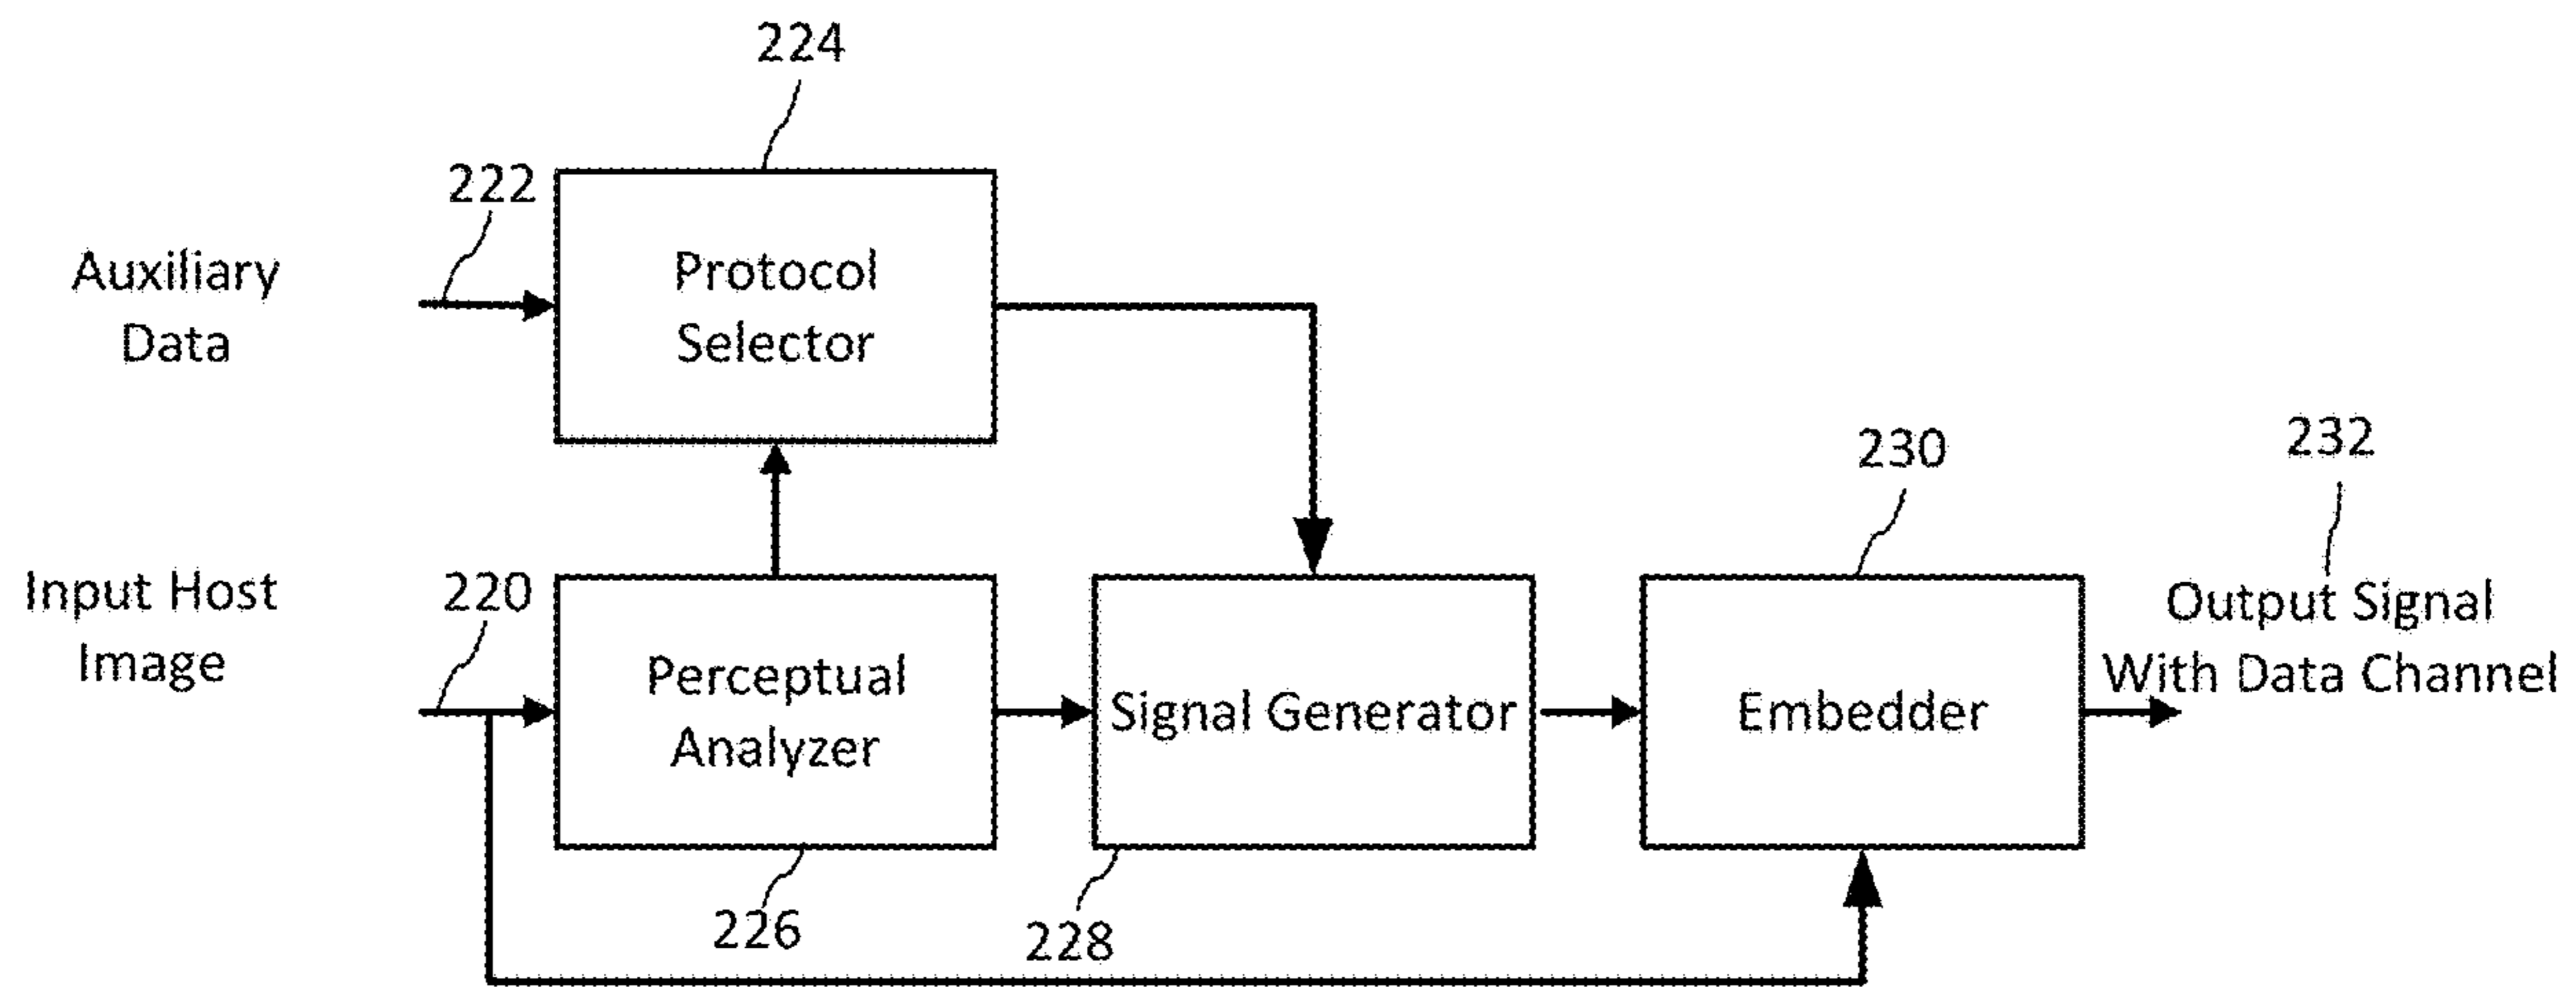 224
222
Auxiliary
Data
Protocol
Selector
230
232
Input Host
Image
220
Perceptual
Analyzer
Signal Generator
Embedder
Output Signal
With Data Channel
226
228